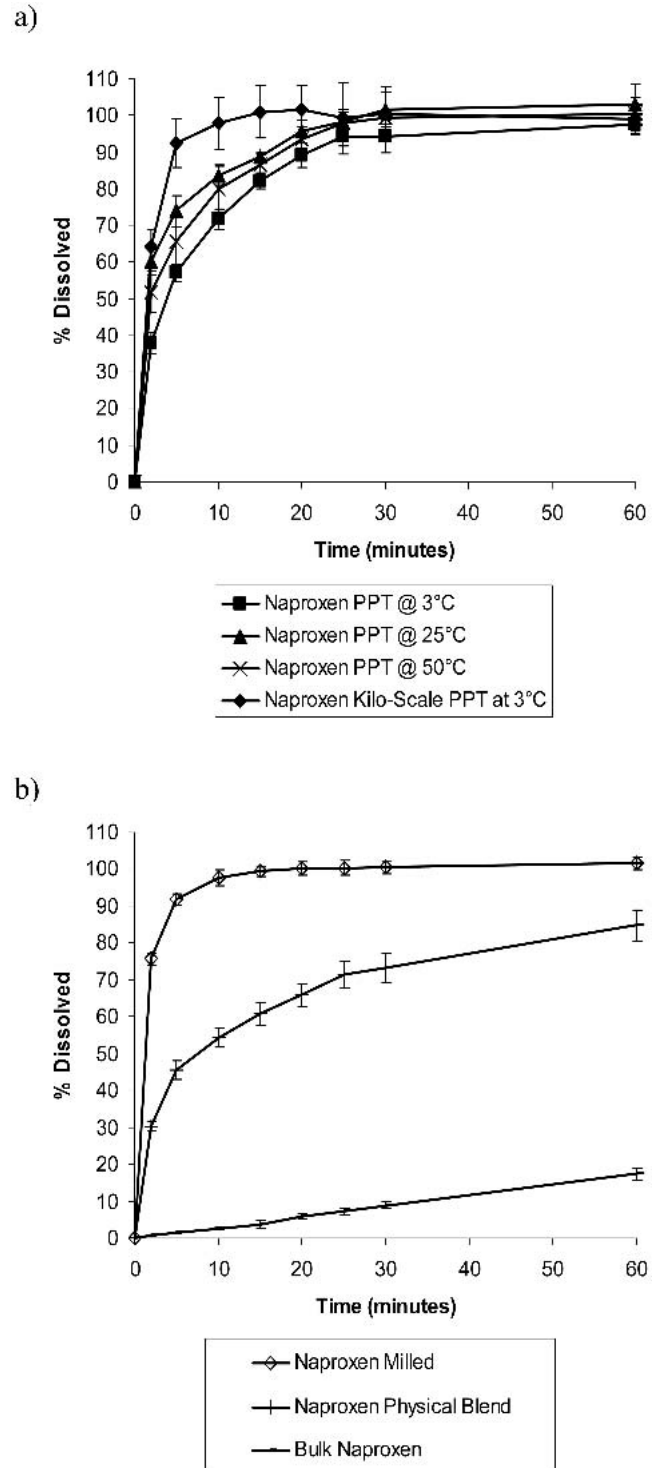 a)
110
100
90
80
70
60
50
40
30
20
10
0
% Dissolved
0 10 20 30 40 50 60
Time (minutes)
Naproxen PPT @ 3°C
Naproxen PPT @ 25°C
Naproxen PPT @ 50°C
Naproxen Kilo-Scale PPT at 3°C
b)
110
100
90
80
70
60
50
40
30
20
10
0
% Dissolved
0 10 20 30 40 50 60
Time (minutes)
Naproxen Milled
Naproxen Physical Blend
Bulk Naproxen